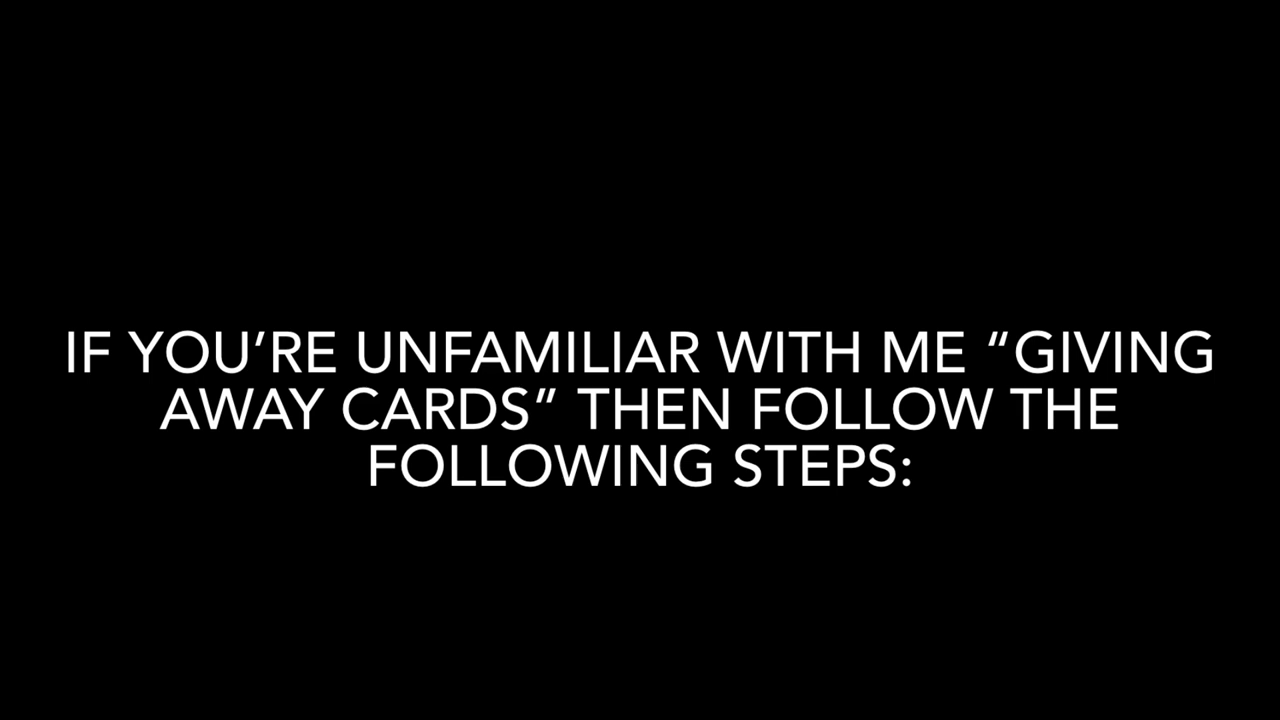 IF YOU’RE UNFAMILIAR WITH ME “GIVING
AWAY CARDS” THEN FOLLOW THE
FOLLOWING STEPS: